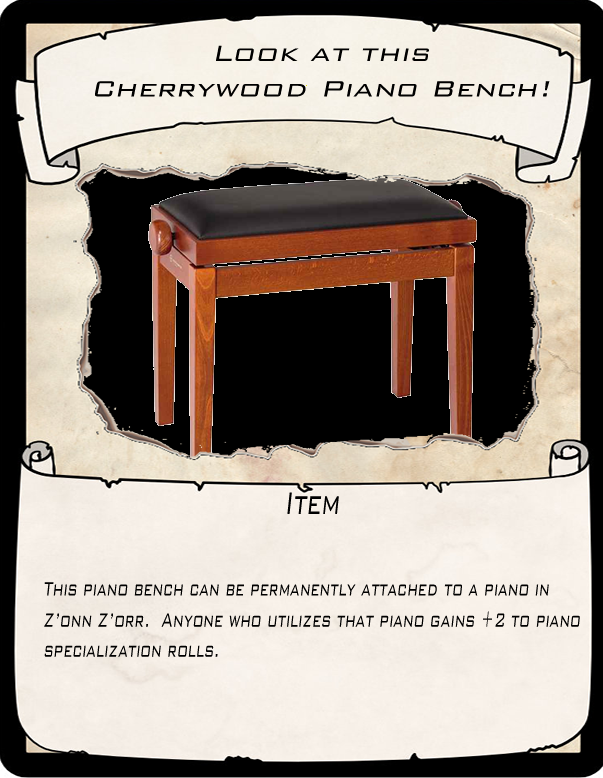 Look at this
Cherrywood Piano Bench!
Item
This piano bench can be permanently attached to a piano in
Z'onn Z'orr. Anyone who utilizes that piano gains +2 to piano
specialization rolls.